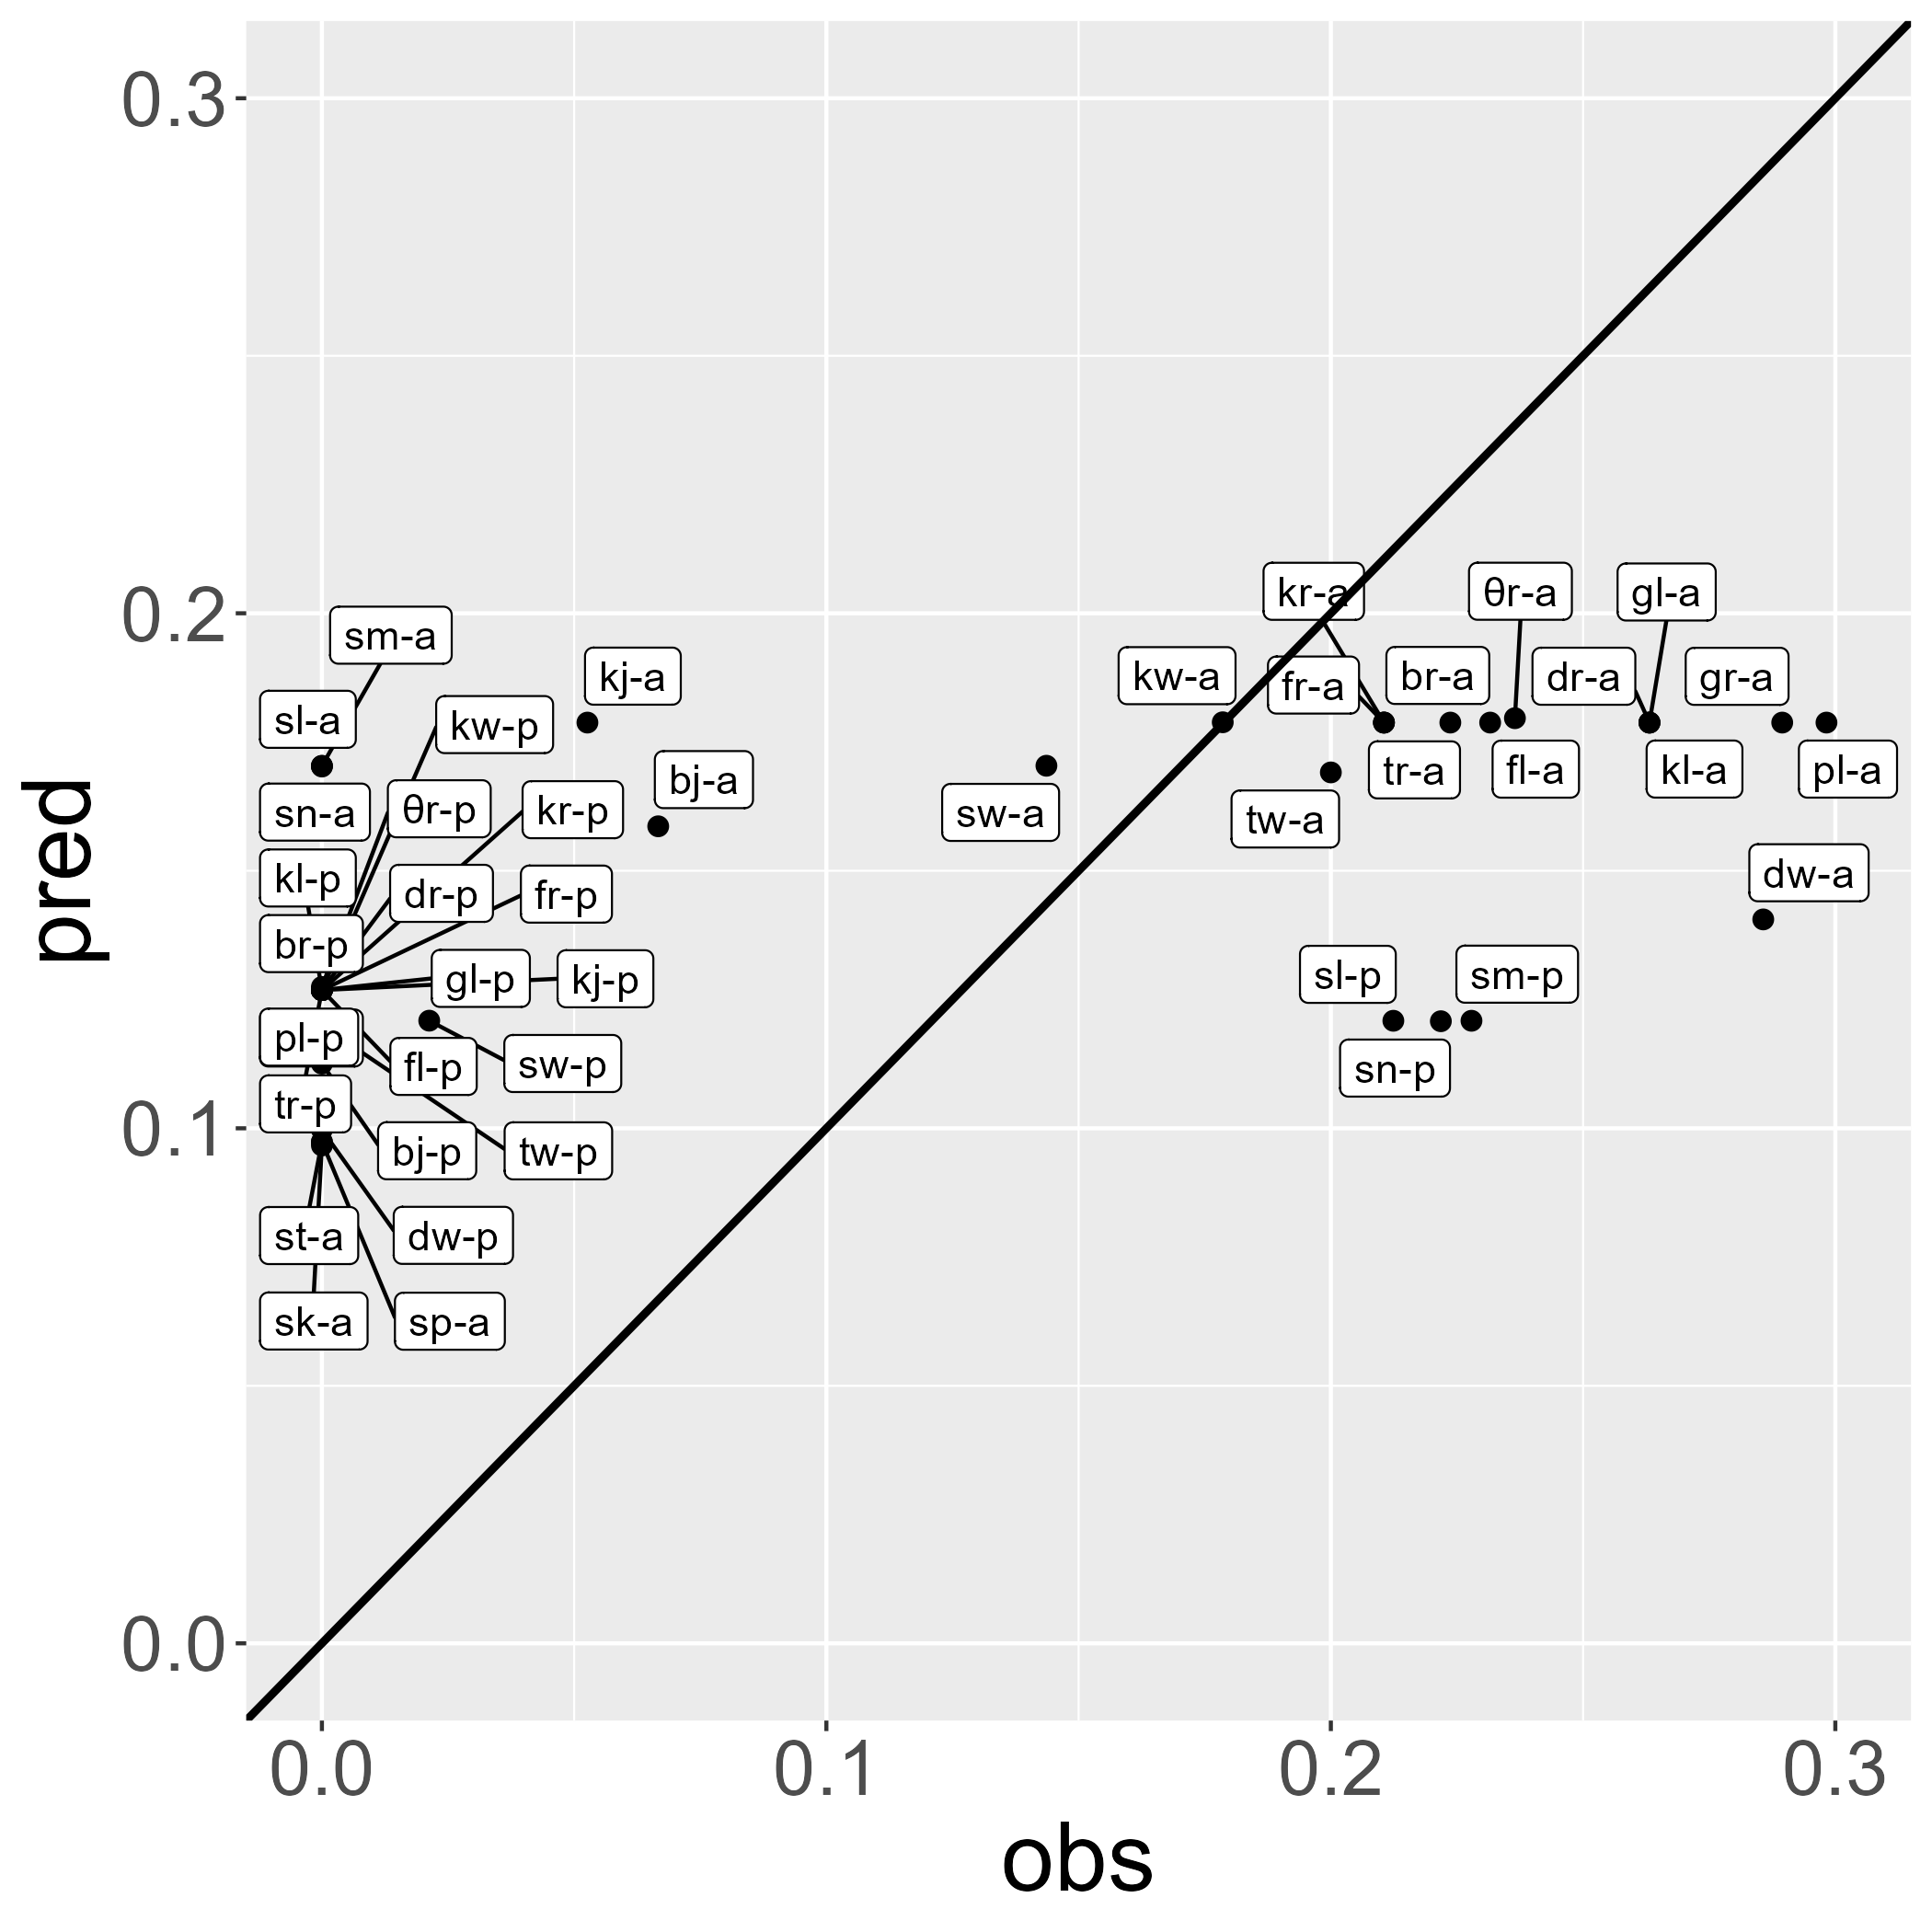 0.3
0.2
0.1
0.0
pred
sm-a
sl-a
kj-a
kw-p
sn-a
θr-p
kr-p
bj-a
kl-p
dr-p
fr-p
br-p
gl-p
kj-p
pl-p
fl-p
sw-p
tr-p
bj-p
tw-p
st-a
dw-p
sk-a
sp-a
kr-a
θr-a
gl-a
kw-a
fr-a
br-a
dr-a
gr-a
tr-a
fl-a
kl-a
pl-a
sw-a
tw-a
dw-a
sl-p
sm-p
sn-p
0.0
0.1
0.2
0.3
obs